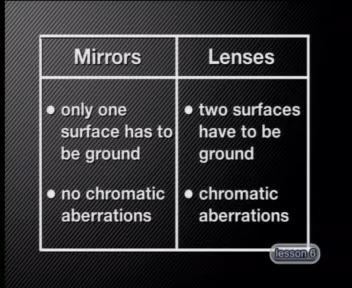 Mirrors
Lenses
• only one
surface has to
be ground
• no chromatic
aberrations
• two surfaces
have to be
ground
• chromatic
aberrations
lesson 6